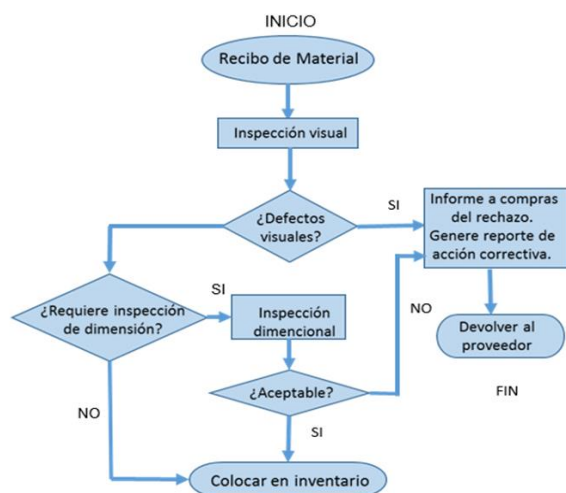 INICIO
Recibo de Material
Inspección visual
¿Defectos
visuales?
SI
Informe a compras
del rechazo.
Genere reporte de
acción correctiva.
¿Requiere inspección
de dimensión?
SI
Inspección
dimencional
NO
Devolver al
proveedor
¿Aceptable?
FIN
NO
SI
Colocar en inventario